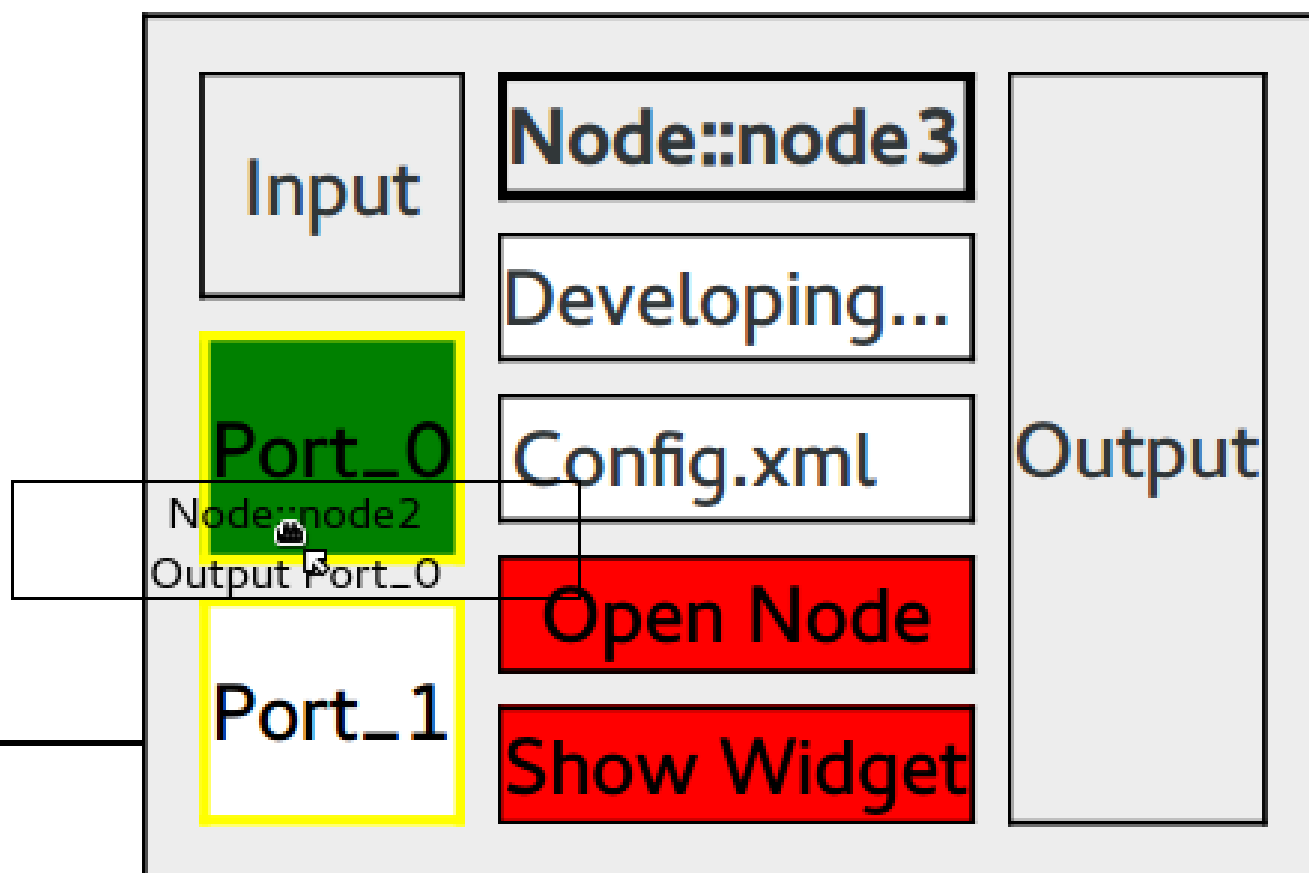 Input
Port_0
Port_1
Node::node3
Developing...
Config.xml
Open Node
Show Widget
Output
Node::node2
Output Port_0